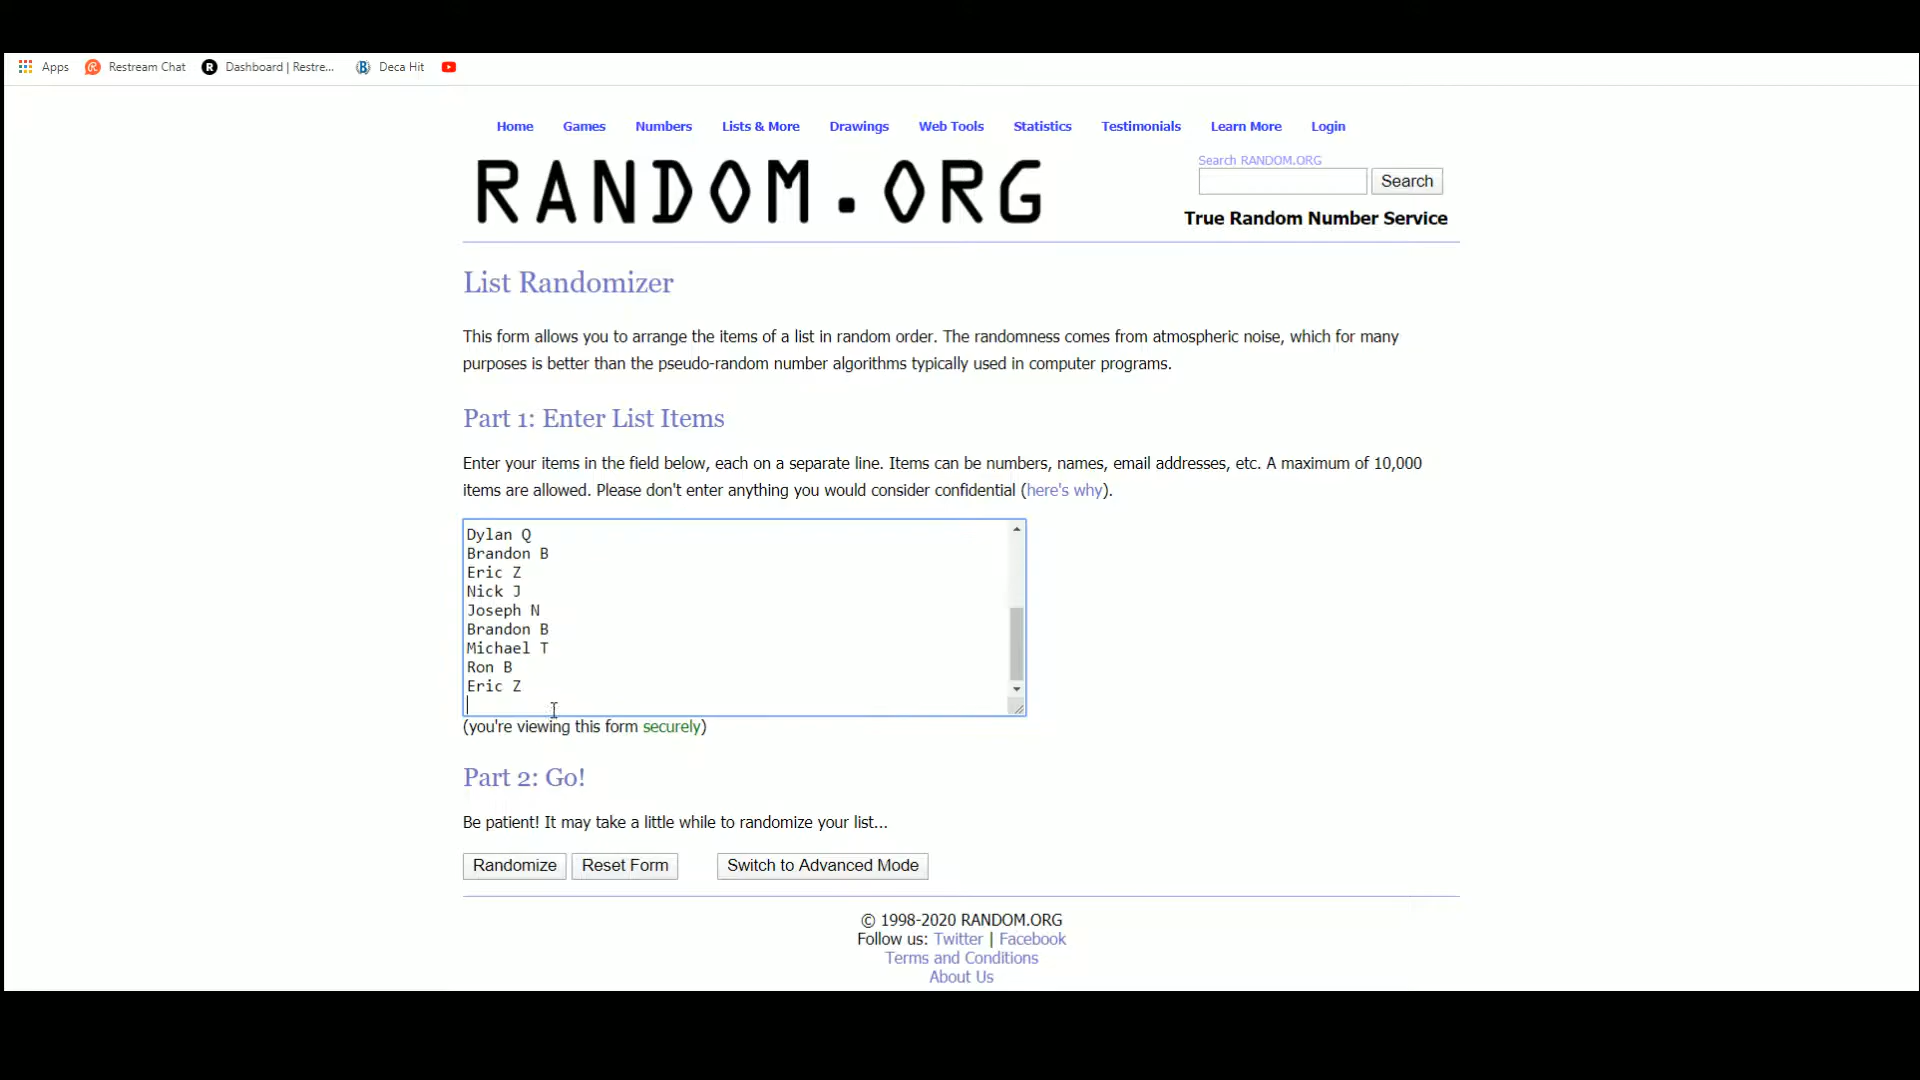 Apps Restream Chat Dashboard | Restre... Deca Hit
Home Games Numbers Lists & More Drawings Web Tools Statistics Testimonials Learn More Login
RANDOM.ORG
Search RANDOM.ORG
Search
True Random Number Service
List Randomizer
This form allows you to arrange the items of a list in random order. The randomness comes from atmospheric noise, which for many
purposes is better than the pseudo-random number algorithms typically used in computer programs.
Part 1: Enter List Items
Enter your items in the field below, each on a separate line. Items can be numbers, names, email addresses, etc. A maximum of 10,000
items are allowed. Please don't enter anything you would consider confidential (here's why).
Dylan Q
Brandon B
Eric Z
Nick J
Joseph N
Brandon B
Michael T
Ron B
Eric Z
(you're viewing this form securely)
Part 2: Go!
Be patient! It may take a little while to randomize your list...
Randomize Reset Form Switch to Advanced Mode
© 1998-2020 RANDOM.ORG
Follow us: Twitter | Facebook
Terms and Conditions
About Us